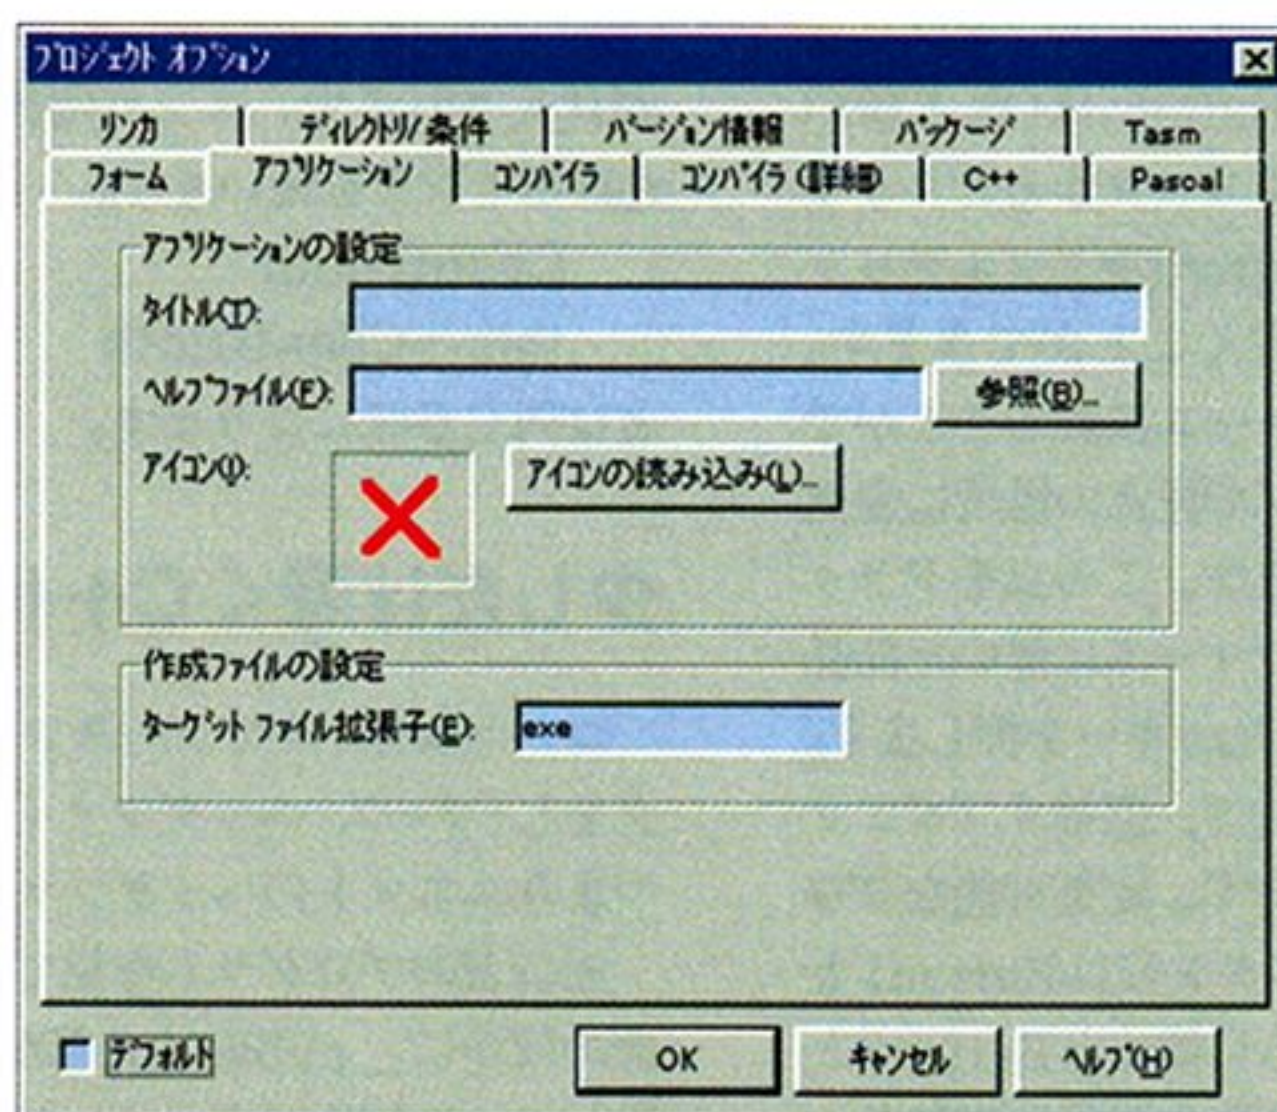 プロジェクト オプション
リンカ ディレクトリ/条件 バージョン情報 パッケージ Tasm
フォーム アプリケーション コンパイラ コンパイラ (詳細) C++ Pascal
アプリケーションの設定
タイトル(T):
ヘルプファイル(F): 参照(B)...
アイコン(I): アイコンの読み込み(L)...
作成ファイルの設定
ターゲット ファイル拡張子(E): exe
デフォルト OK キャンセル ヘルプ(H)